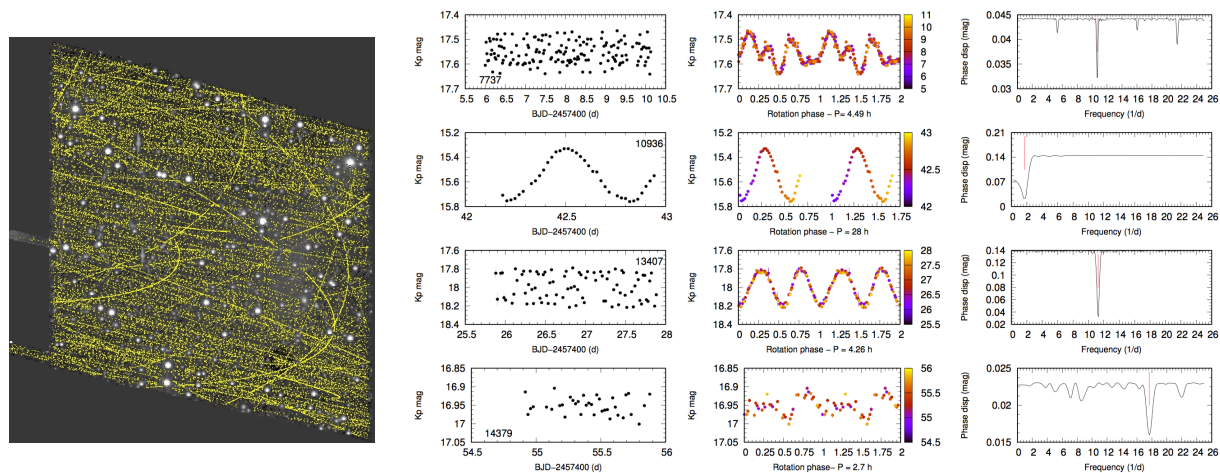 17.4
17.5
17.6
17.7
Kp mag
7737
5.5 6 6.5 7 7.5 8 8.5 9 9.5 10 10.5
BJD-2457400 (d)
17.4
17.5
17.6
17.7
Kp mag
0 0.25 0.5 0.75 1 1.25 1.5 1.75 2
Rotation phase - P= 4.49 h
11
10
9
8
7
6
5
0.045
0.039
0.033
0.03
Phase disp (mag)
0 2 4 6 8 10 12 14 16 18 20 22 24 26
Frequency (1/d)
15.2
15.4
15.6
15.8
Kp mag
10936
42 42.5 43
BJD-2457400 (d)
15.2
15.4
15.6
15.8
Kp mag
0 0.25 0.5 0.75 1 1.25 1.5 1.75
Rotation phase - P = 28 h
43
42.5
42
0.21
0.14
0.07
0
Phase disp (mag)
0 2 4 6 8 10 12 14 16 18 20 22 24 26
Frequency (1/d)
17.6
17.8
18
18.2
18.4
Kp mag
13407
25.5 26 26.5 27 27.5 28
BJD-2457400 (d)
17.6
17.8
18
18.2
18.4
Kp mag
0 0.25 0.5 0.75 1 1.25 1.5 1.75 2
Rotation phase - P = 4.26 h
28
27.5
27
26.5
26
25.5
0.14
0.12
0.1
0.08
0.06
0.04
0.02
Phase disp (mag)
0 2 4 6 8 10 12 14 16 18 20 22 24 26
Frequency (1/d)
16.85
16.9
16.95
17
17.05
Kp mag
14379
54.5 55 55.5 56
BJD-2457400 (d)
16.85
16.9
16.95
17
17.05
Kp mag
0 0.25 0.5 0.75 1 1.25 1.5 1.75 2
Rotation phase- P = 2.7 h
56
55.5
55
54.5
0.025
0.02
0.015
Phase disp (mag)
0 2 4 6 8 10 12 14 16 18 20 22 24 26
Frequency (1/d)